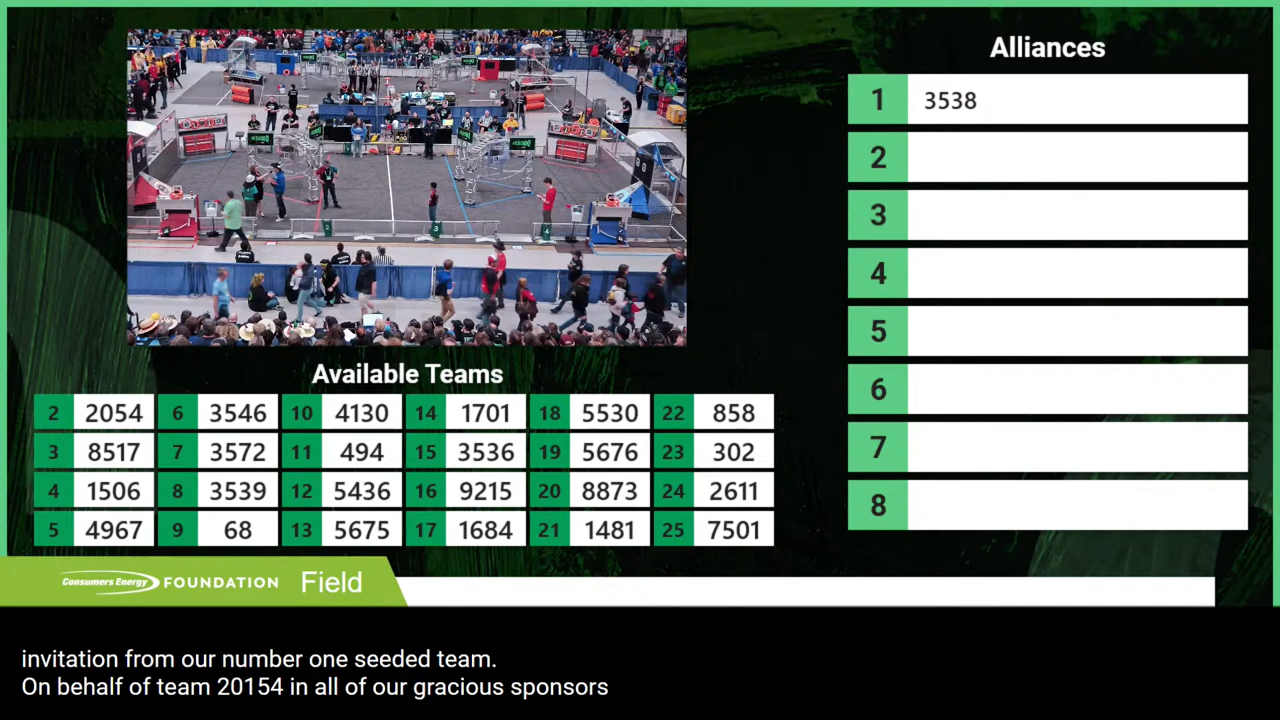 Alliances
1 3538
2
3
4
5
6
7
8
Available Teams
2 2054 6 3546 10 4130 14 1701 18 5530 22 858
3 8517 7 3572 11 494 15 3536 19 5676 23 302
4 1506 8 3539 12 5436 16 9215 20 8873 24 2611
5 4967 9 68 13 5675 17 1684 21 1481 25 7501
Consumers Energy FOUNDATION Field
invitation from our number one seeded team.
On behalf of team 20154 in all of our gracious sponsors